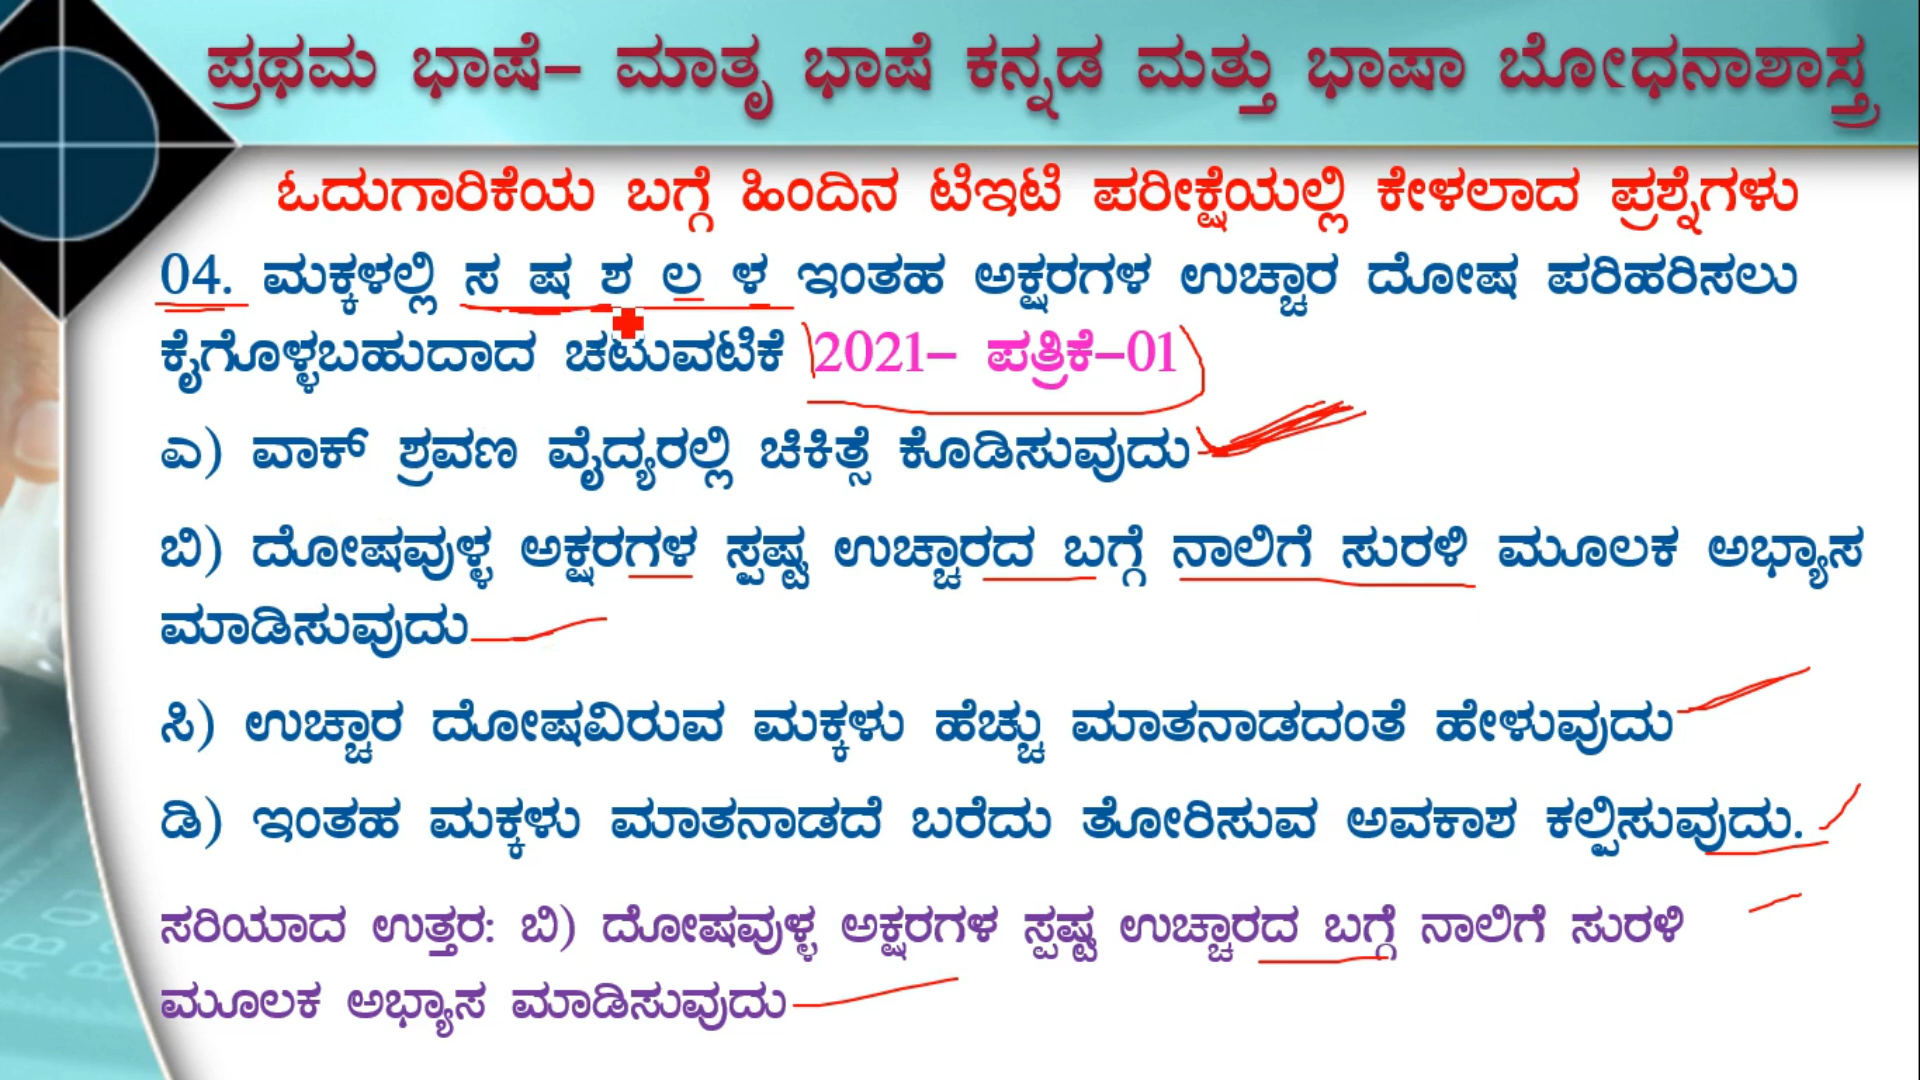 ಪ್ರಥಮ ಭಾಷೆ– ಮಾತೃ ಭಾಷೆ ಕನ್ನಡ ಮತ್ತು ಭಾಷಾ ಬೋಧನಾಶಾಸ್ತ್ರ
ಓದುಗಾರಿಕೆಯ ಬಗ್ಗೆ ಹಿಂದಿನ ಟಿಇಟಿ ಪರೀಕ್ಷೆಯಲ್ಲಿ ಕೇಳಲಾದ ಪ್ರಶ್ನೆಗಳು
04. ಮಕ್ಕಳಲ್ಲಿ ಸ ಷ ಶ ಲ ಳ ಇಂತಹ ಅಕ್ಷರಗಳ ಉಚ್ಚಾರ ದೋಷ ಪರಿಹರಿಸಲು
ಕೈಗೊಳ್ಳಬಹುದಾದ ಚಟುವಟಿಕೆ 2021– ಪತ್ರಿಕೆ–01
ಎ) ವಾಕ್ ಶ್ರವಣ ವೈದ್ಯರಲ್ಲಿ ಚಿಕಿತ್ಸೆ ಕೊಡಿಸುವುದು
ಬಿ) ದೋಷವುಳ್ಳ ಅಕ್ಷರಗಳ ಸ್ಪಷ್ಟ ಉಚ್ಚಾರದ ಬಗ್ಗೆ ನಾಲಿಗೆ ಸುರಳಿ ಮೂಲಕ ಅಭ್ಯಾಸ
ಮಾಡಿಸುವುದು
ಸಿ) ಉಚ್ಚಾರ ದೋಷವಿರುವ ಮಕ್ಕಳು ಹೆಚ್ಚು ಮಾತನಾಡದಂತೆ ಹೇಳುವುದು
ಡಿ) ಇಂತಹ ಮಕ್ಕಳು ಮಾತನಾಡದೆ ಬರೆದು ತೋರಿಸುವ ಅವಕಾಶ ಕಲ್ಪಿಸುವುದು.
ಸರಿಯಾದ ಉತ್ತರ: ಬಿ) ದೋಷವುಳ್ಳ ಅಕ್ಷರಗಳ ಸ್ಪಷ್ಟ ಉಚ್ಚಾರದ ಬಗ್ಗೆ ನಾಲಿಗೆ ಸುರಳಿ
ಮೂಲಕ ಅಭ್ಯಾಸ ಮಾಡಿಸುವುದು